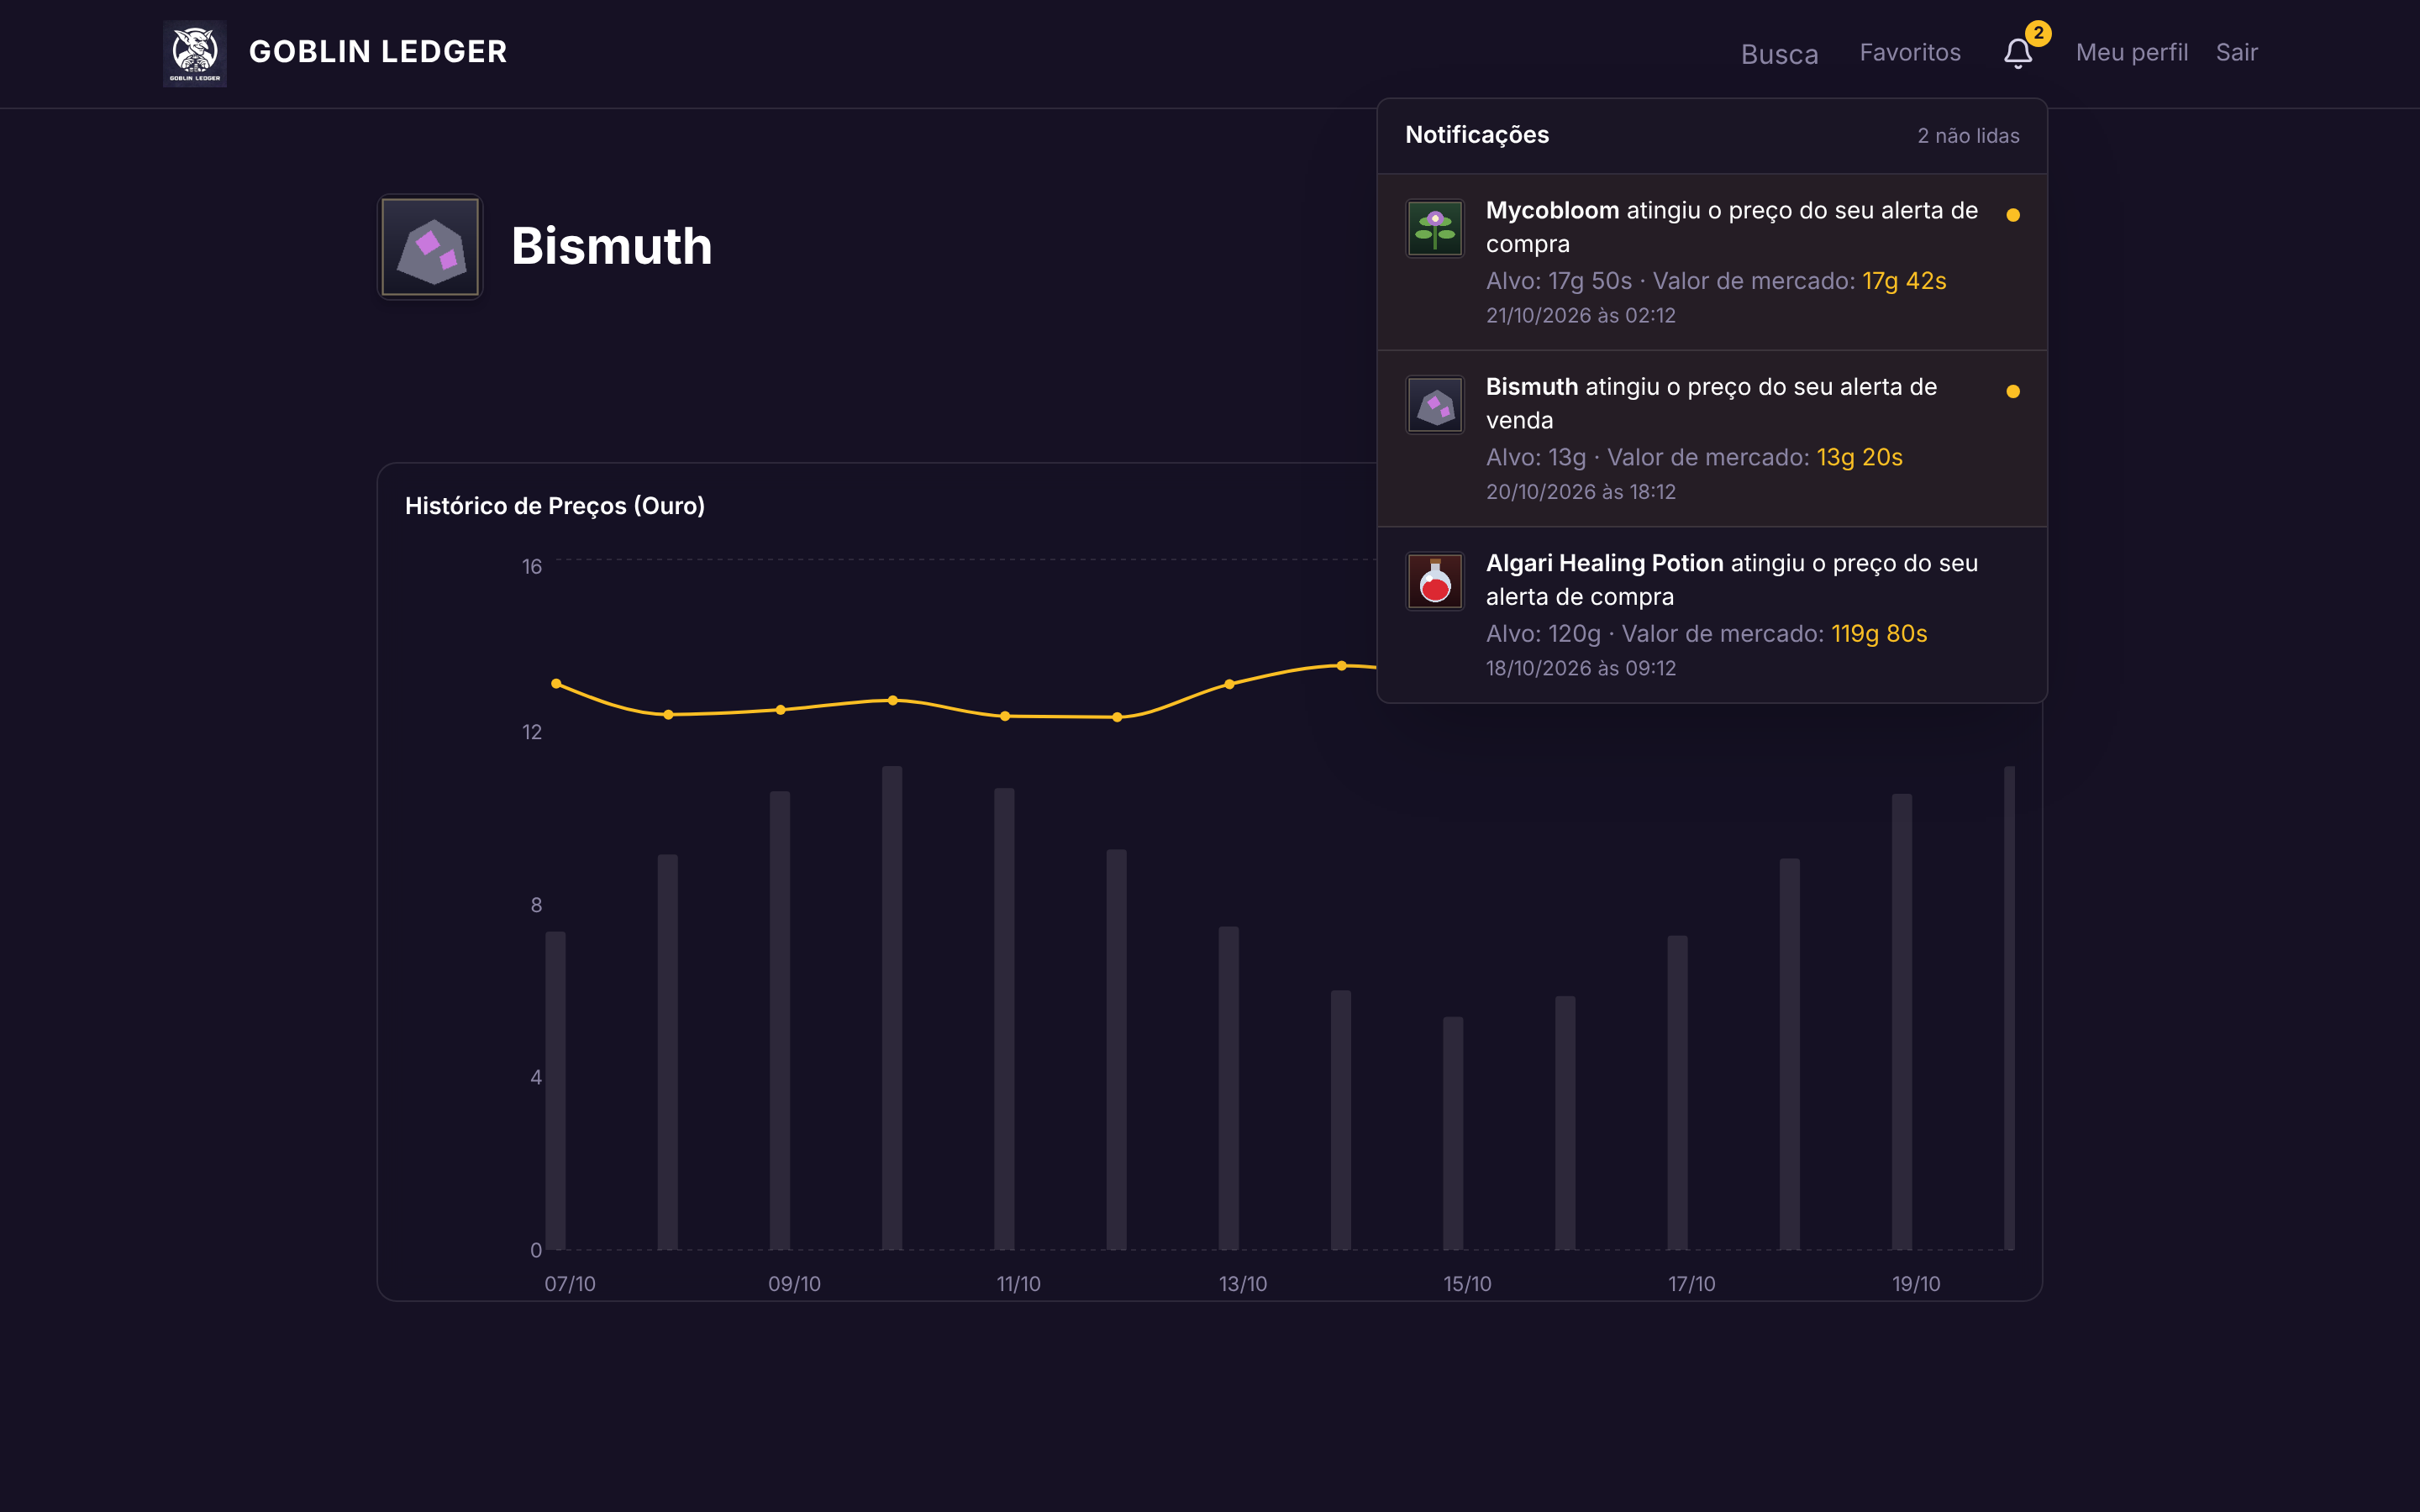 GOBLIN LEDGER
GOBLIN LEDGER
Busca
Favoritos
2
Meu perfil
Sair
Notificações
2 não lidas
Mycobloom atingiu o preço do seu alerta de
compra
Alvo: 17g 50s · Valor de mercado: 17g 42s
21/10/2026 às 02:12
Bismuth atingiu o preço do seu alerta de
venda
Alvo: 13g · Valor de mercado: 13g 20s
20/10/2026 às 18:12
Algari Healing Potion atingiu o preço do seu
alerta de compra
Alvo: 120g · Valor de mercado: 119g 80s
18/10/2026 às 09:12
Bismuth
Histórico de Preços (Ouro)
16
12
8
4
0
07/10
09/10
11/10
13/10
15/10
17/10
19/10